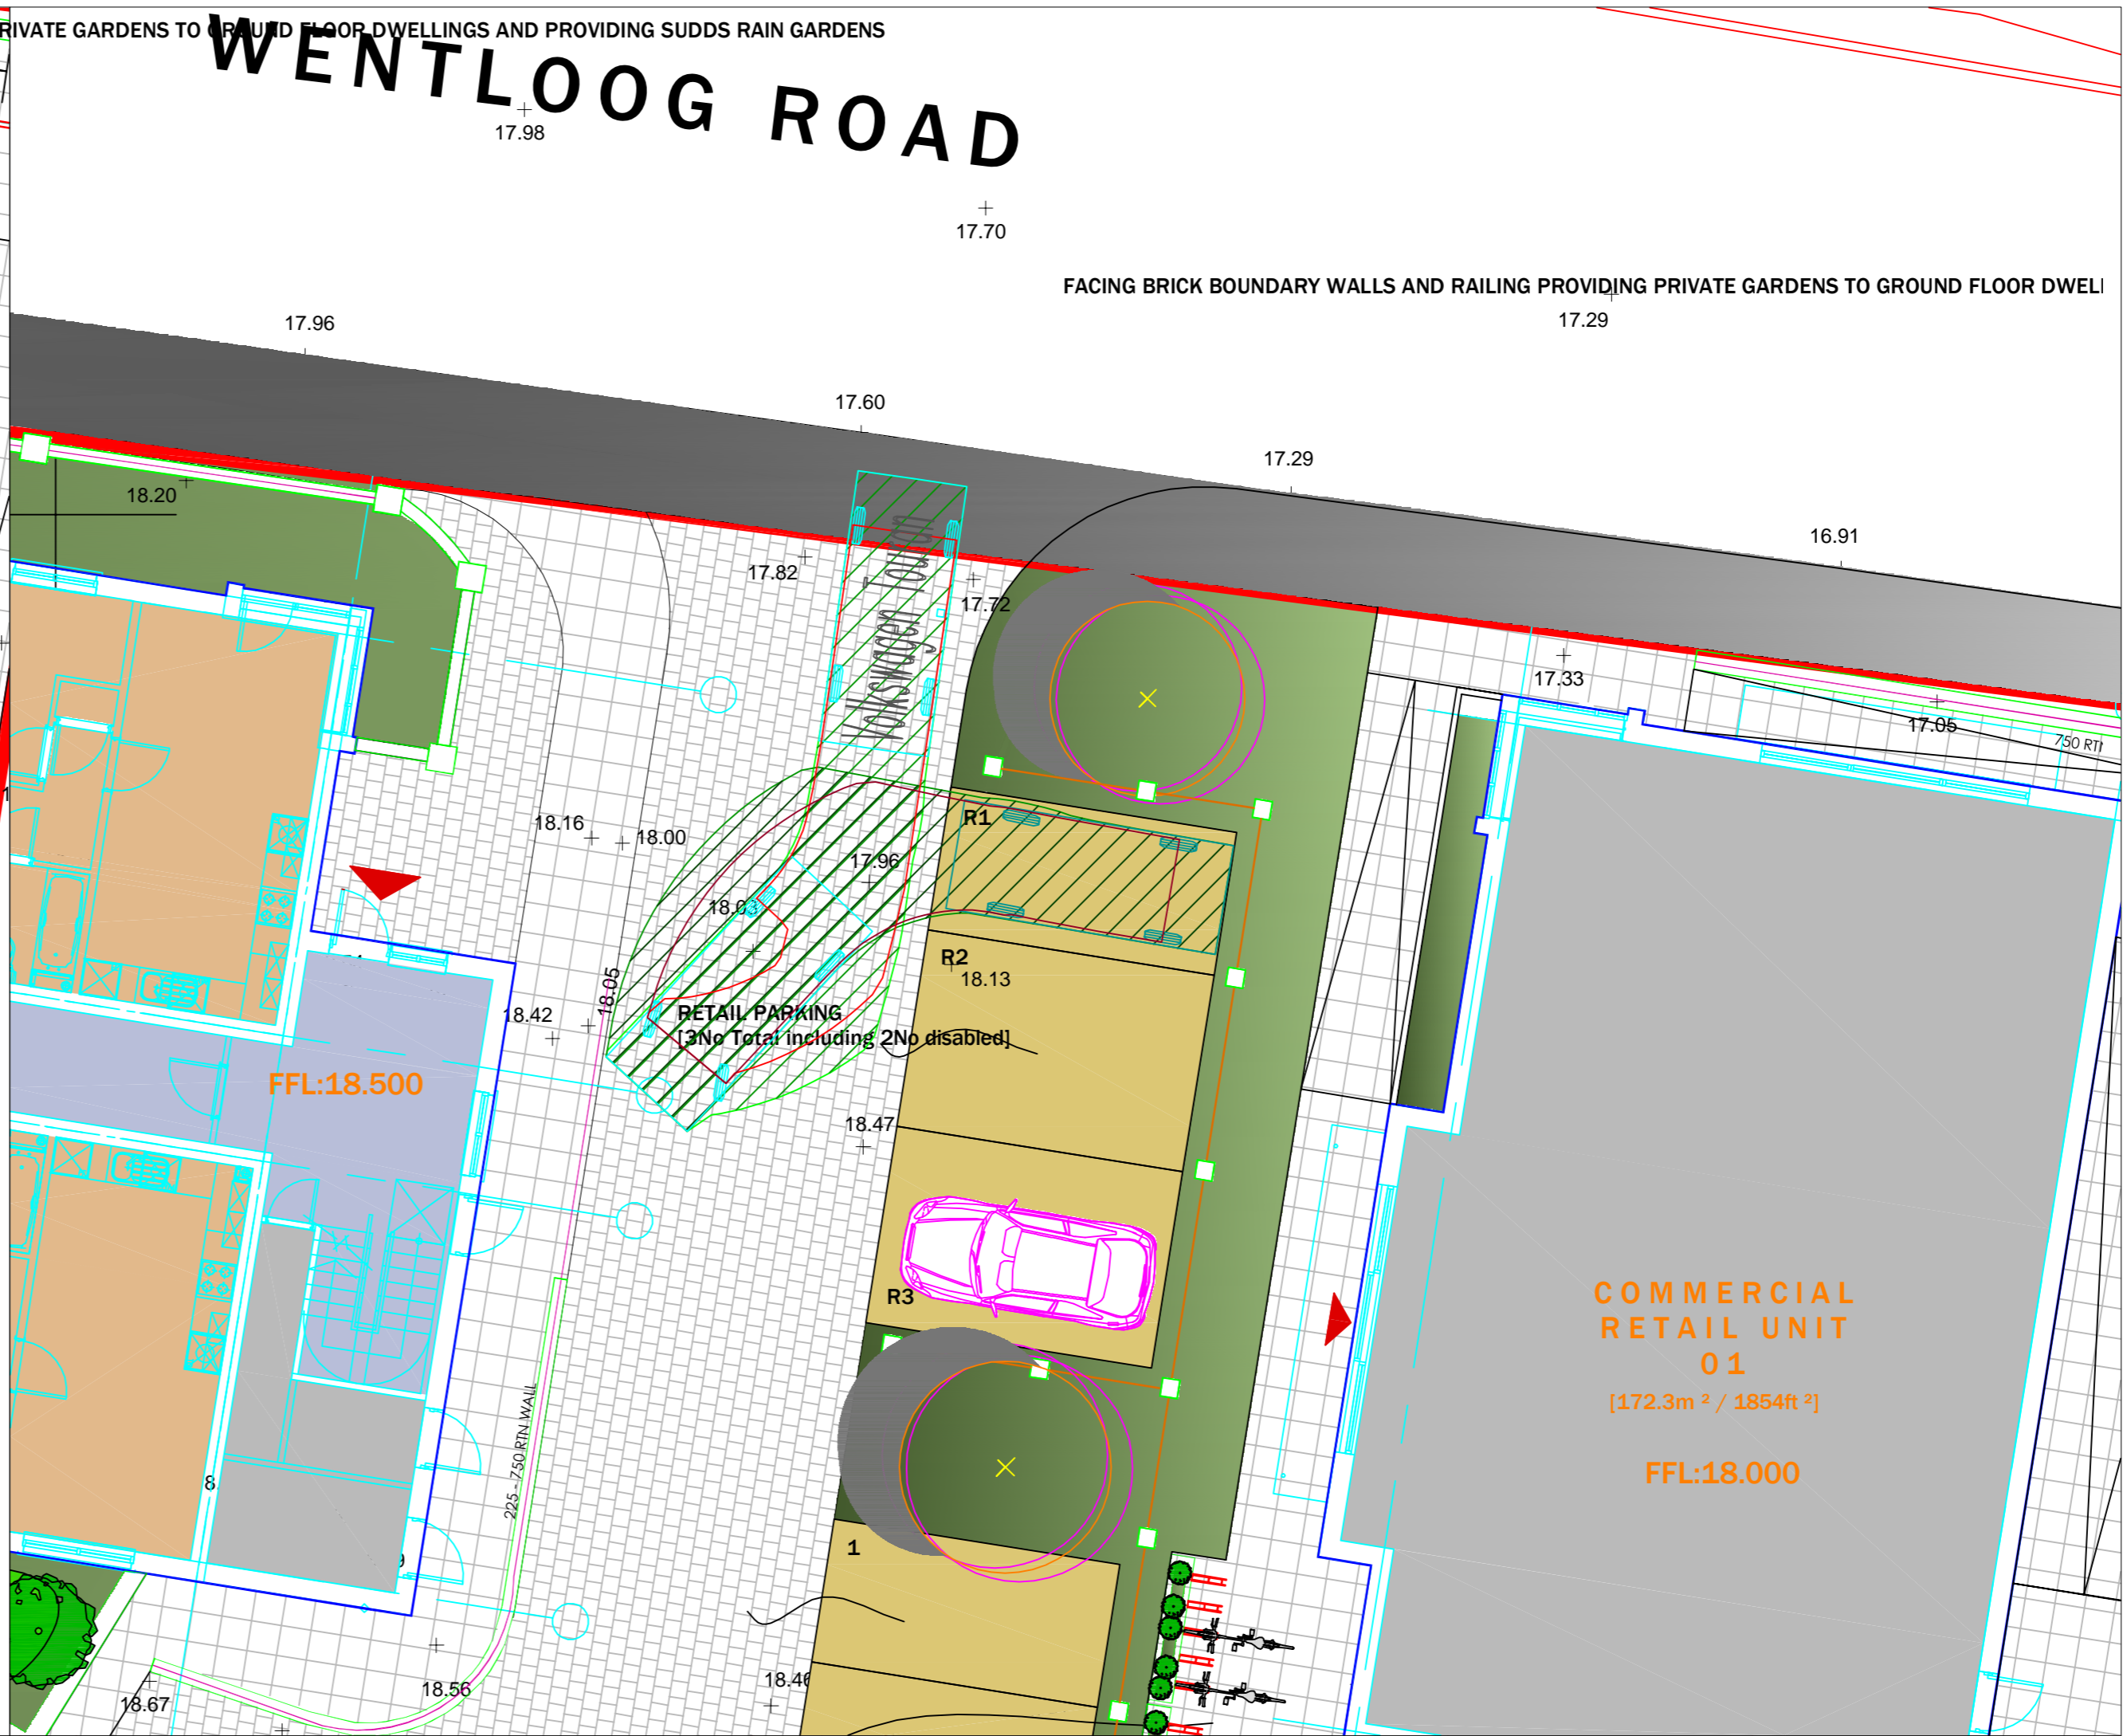 RIVATE GARDENS TO GROUND FLOOR DWELLINGS AND PROVIDING SUDDS RAIN GARDENS
WENTLOOG ROAD
17.98
17.70
FACING BRICK BOUNDARY WALLS AND RAILING PROVIDING PRIVATE GARDENS TO GROUND FLOOR DWEL
17.29
17.96
17.60
17.29
16.91
18.20
17.82
17.72
Volkswagen Touran
17.33
17.05
750 RT
R1
18.16
18.00
17.96
18.03
R2
18.13
18.05
18.42
RETAIL PARKING
[3No Total including 2No disabled]
FFL:18.500
18.47
R3
COMMERCIAL
RETAIL UNIT
01
[172.3m ² / 1854ft ²]
FFL:18.000
225 - 750 RTN WALL
8
1
18.46
18.56
18.67